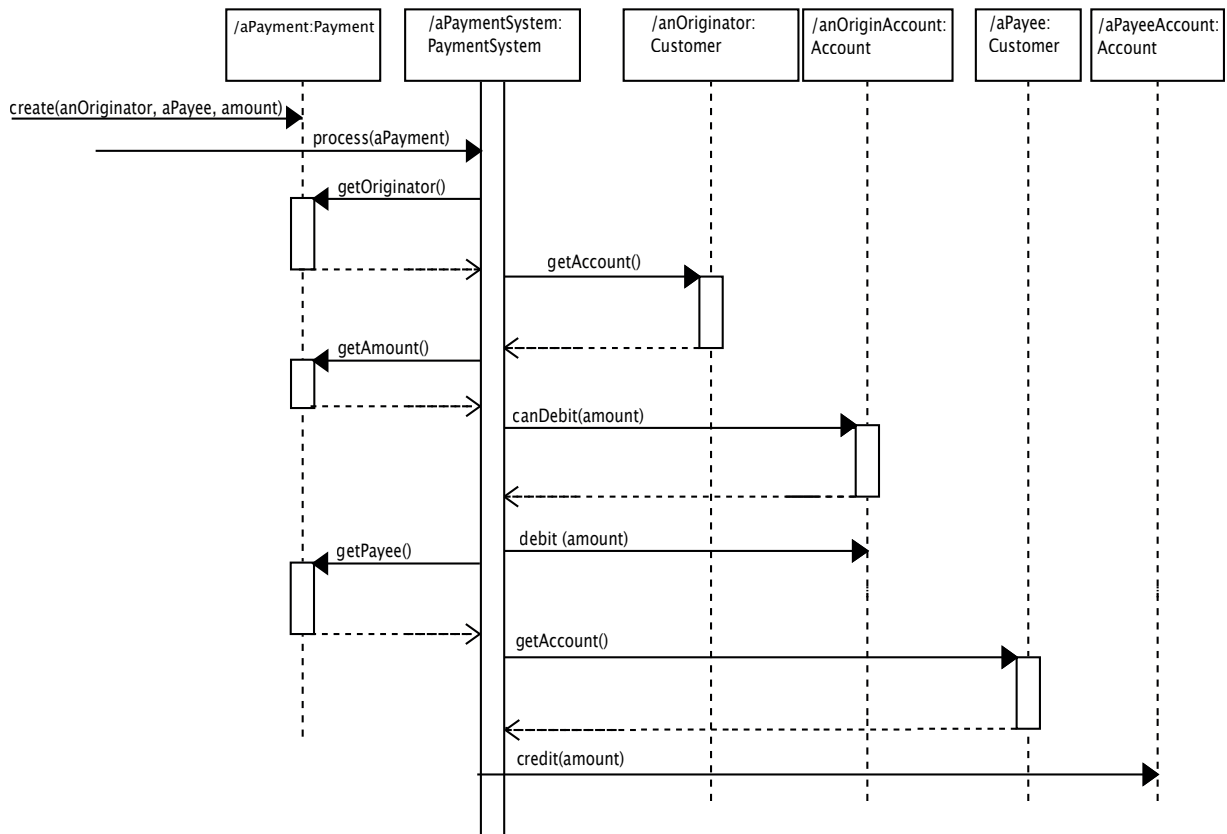 /aPayment:Payment
/aPaymentSystem:
PaymentSystem
/anOriginator:
Customer
/anOriginAccount:
Account
/aPayee:
Customer
/aPayeeAccount:
Account
create(anOriginator, aPayee, amount)
process(aPayment)
getOriginator()
getAccount()
getAmount()
canDebit(amount)
debit (amount)
getPayee()
getAccount()
credit(amount)